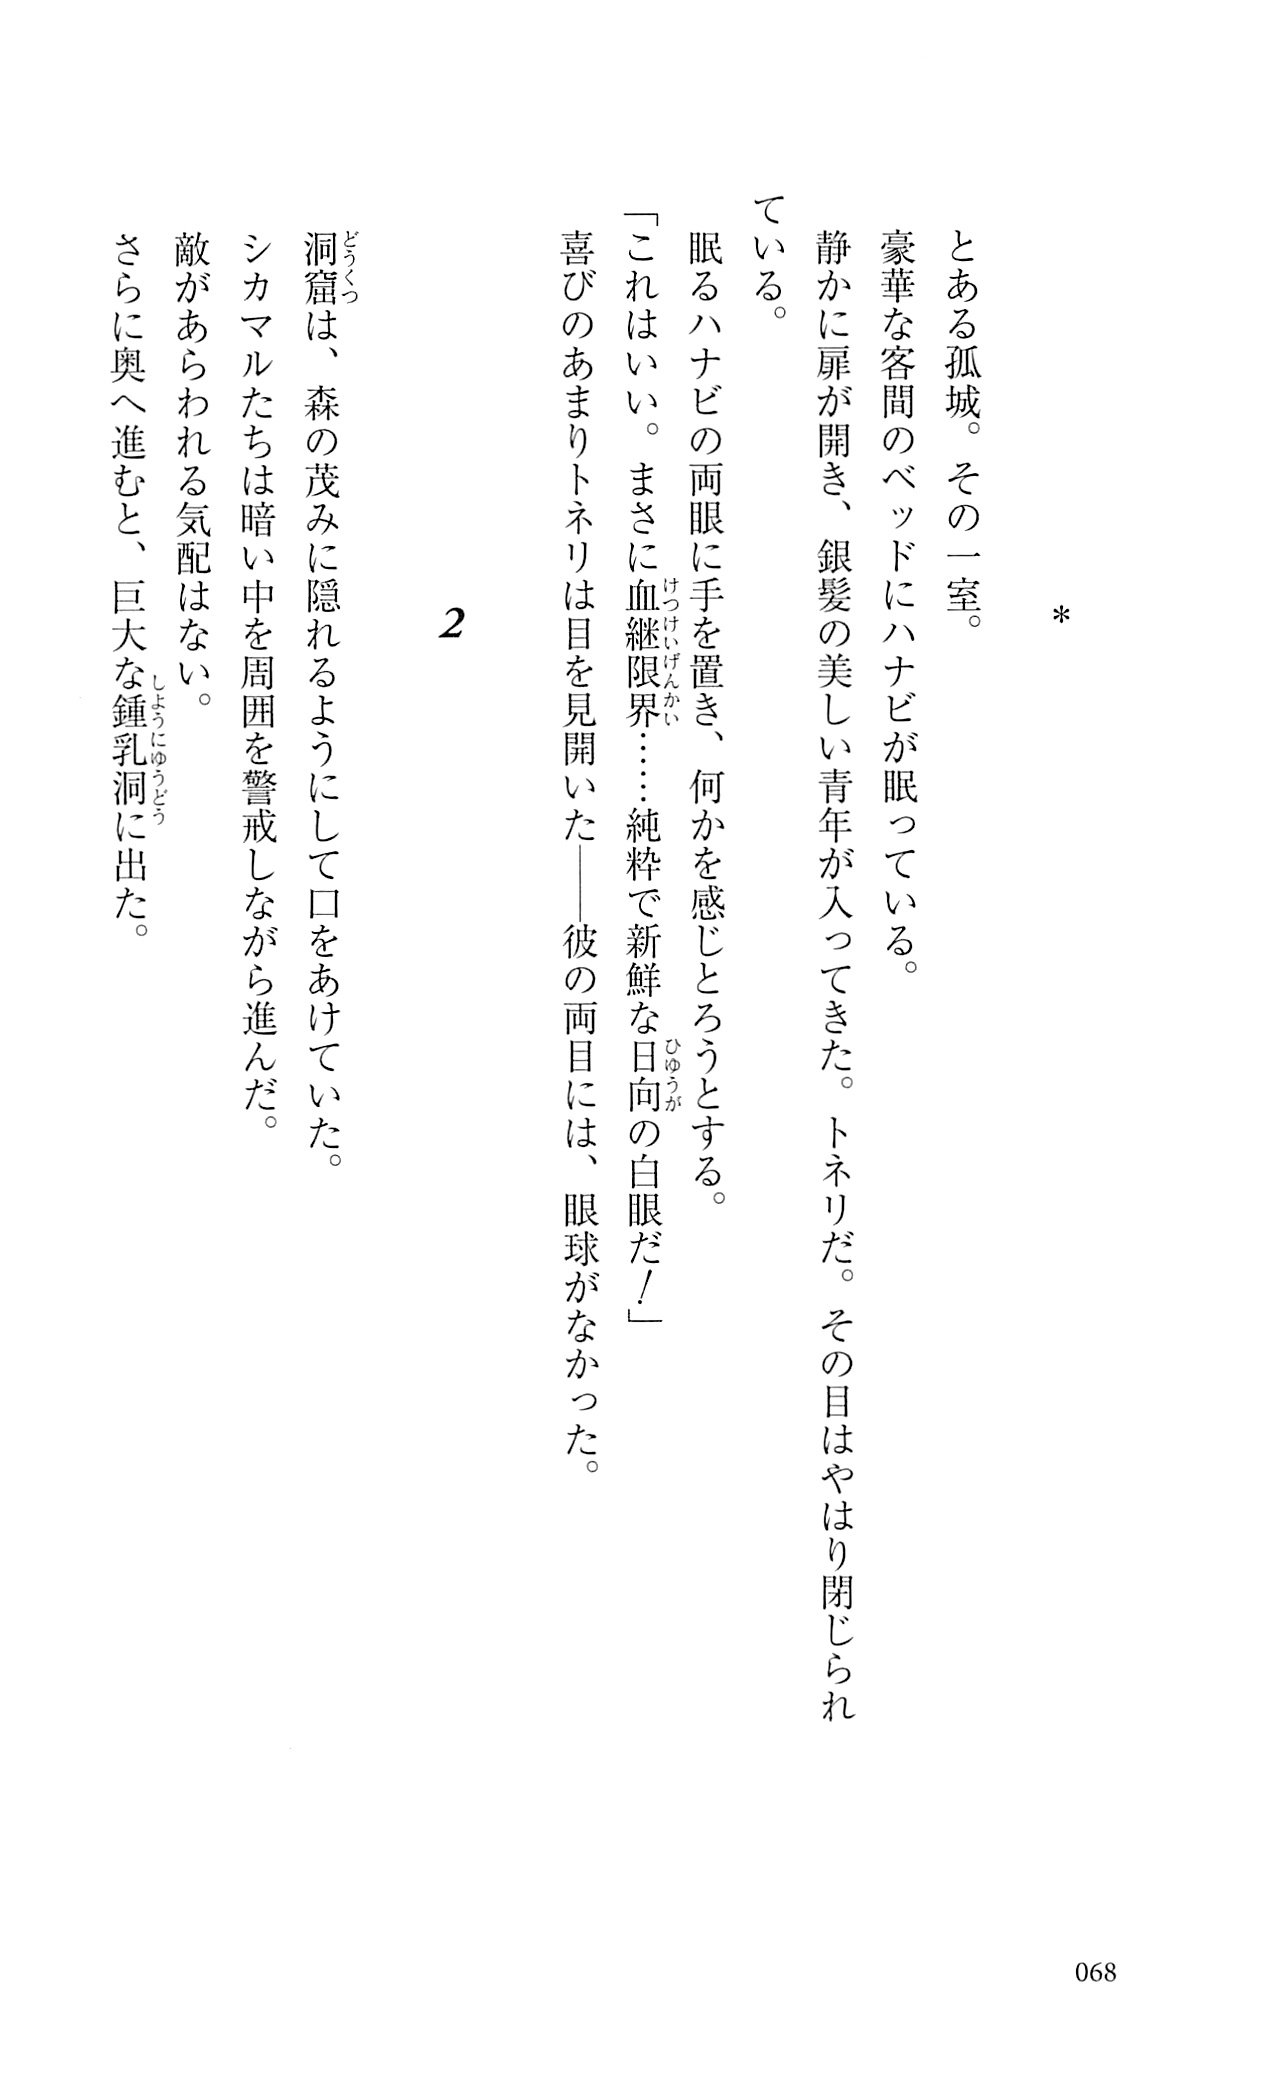 ＊
とある孤城。その一室。
豪華な客間のベッドにハナビが眠っている。
静かに扉が開き、銀髪の美しい青年が入ってきた。トネリだ。その目はやはり閉じられ
ている。
眠るハナビの両眼に手を置き、何かを感じとろうとする。
「これはいい。まさに血継限界……純粋で新鮮な日向の白眼だ！」
けつけいげんかい
ひゆうが
喜びのあまりトネリは目を見開いた――彼の両目には、眼球がなかった。
2
洞窟は、森の茂みに隠れるようにして口をあけていた。
どうくつ
シカマルたちは暗い中を周囲を警戒しながら進んだ。
敵があらわれる気配はない。
さらに奥へ進むと、巨大な鍾乳洞に出た。
しようにゆうどう
068